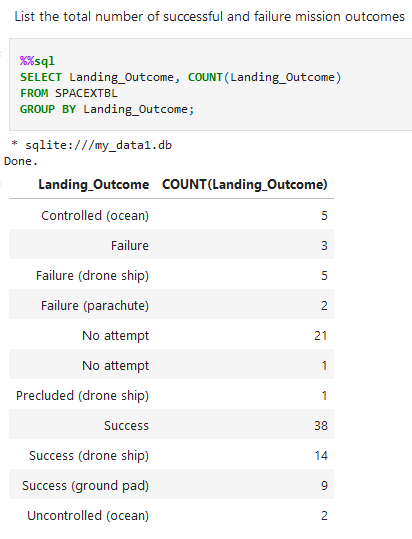 List the total number of successful and failure mission outcomes
%%sql
SELECT Landing_Outcome, COUNT(Landing_Outcome)
FROM SPACEXTBL
GROUP BY Landing_Outcome;
* sqlite:///my_data1.db
Done.
Landing_Outcome COUNT(Landing_Outcome)
Controlled (ocean) 5
Failure 3
Failure (drone ship) 5
Failure (parachute) 2
No attempt 21
No attempt 1
Precluded (drone ship) 1
Success 38
Success (drone ship) 14
Success (ground pad) 9
Uncontrolled (ocean) 2